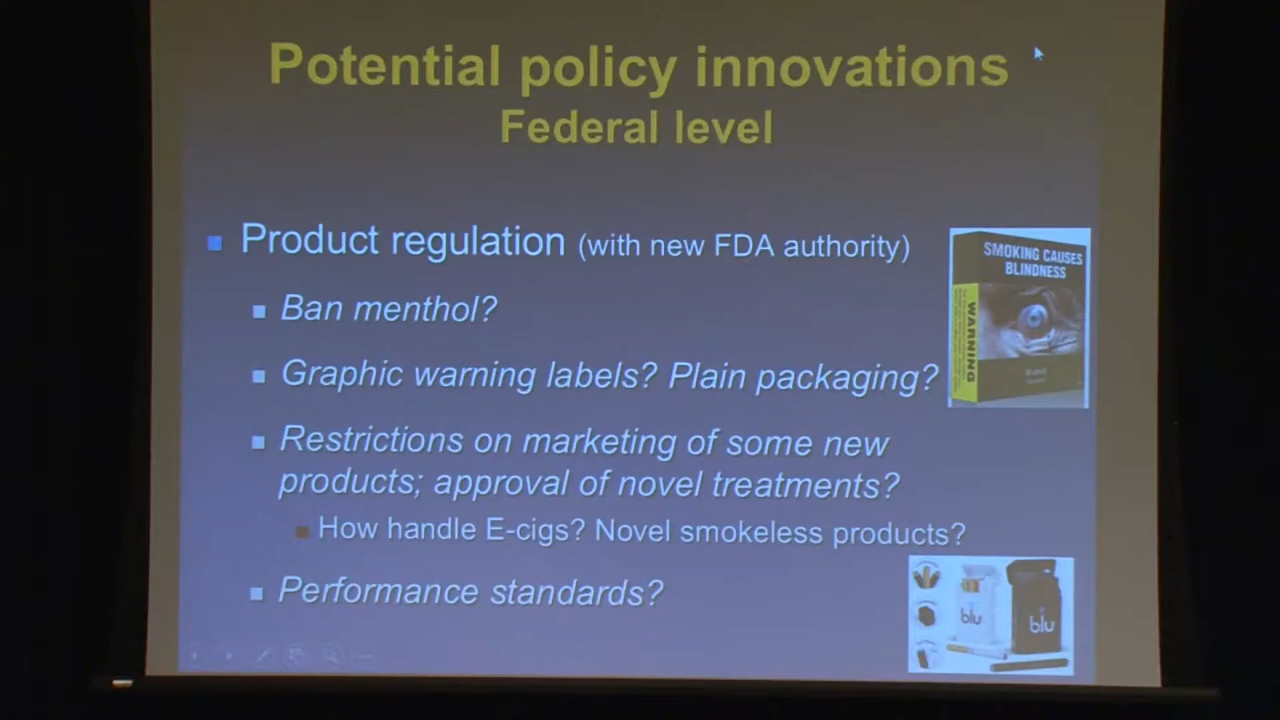 Potential policy innovations
Federal level
Product regulation (with new FDA authority)
SMOKING CAUSES
BLINDNESS
WARNING
Ban menthol?
Graphic warning labels? Plain packaging?
Restrictions on marketing of some new
products; approval of novel treatments?
How handle E-cigs? Novel smokeless products?
Performance standards?
blu
blu